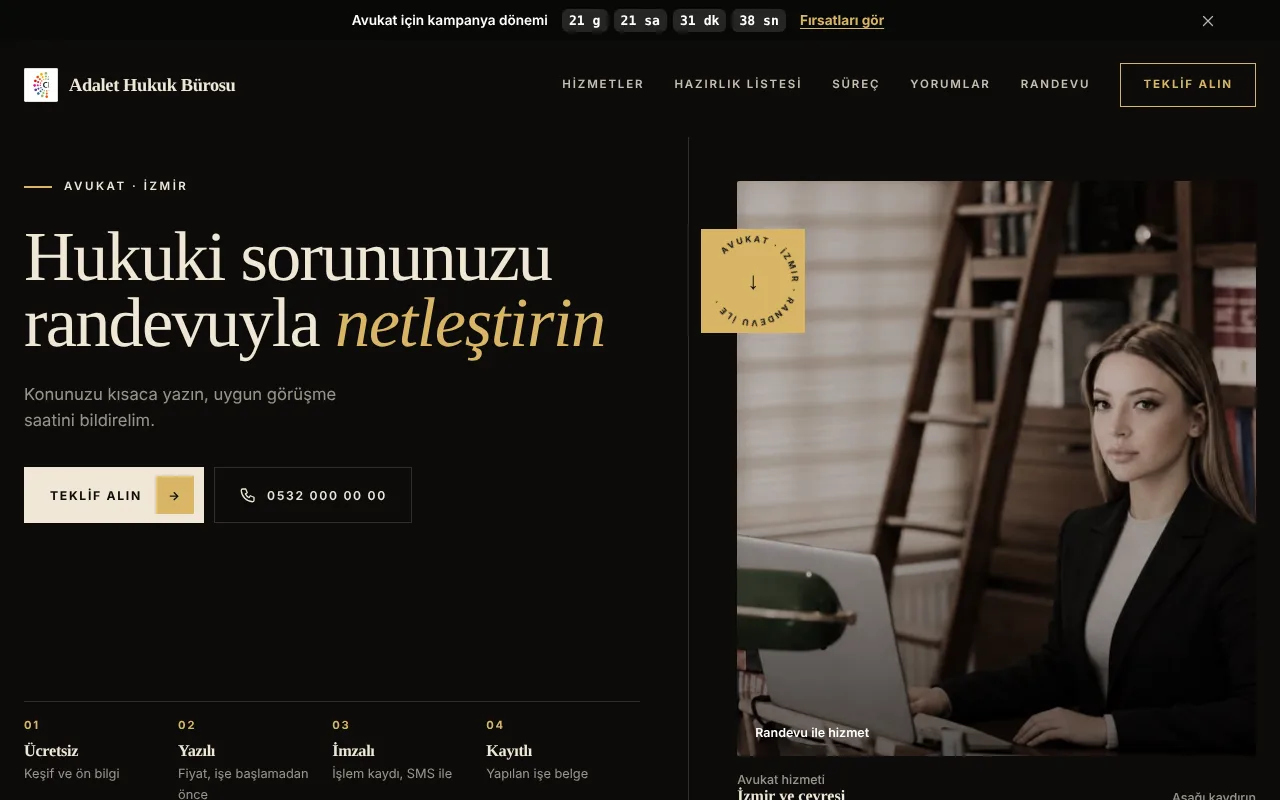 Avukat için kampanya dönemi 21 g 21 sa 31 dk 38 sn Fırsatları gör
Adalet Hukuk Bürosu
HİZMETLER HAZIRLIK LİSTESİ SÜREÇ YORUMLAR RANDEVU TEKLİF ALIN
AVUKAT · İZMİR
Hukuki sorununuzu
randevuyla netleştirin
Konunuzu kısaca yazın, uygun görüşme
saatini bildirelim.
TEKLİF ALIN → 0532 000 00 00
01 02 03 04
Ücretsiz Yazılı İmzalı Kayıtlı
Keşif ve ön bilgi Fiyat, işe başlamadan İşlem kaydı, SMS ile Yapılan işe belge
önce
AVUKAT · İZMİR · RANDEVU İLE ·
↓
Randevu ile hizmet
Avukat hizmeti
İzmir ve çevresi
Aşağı kaydırın